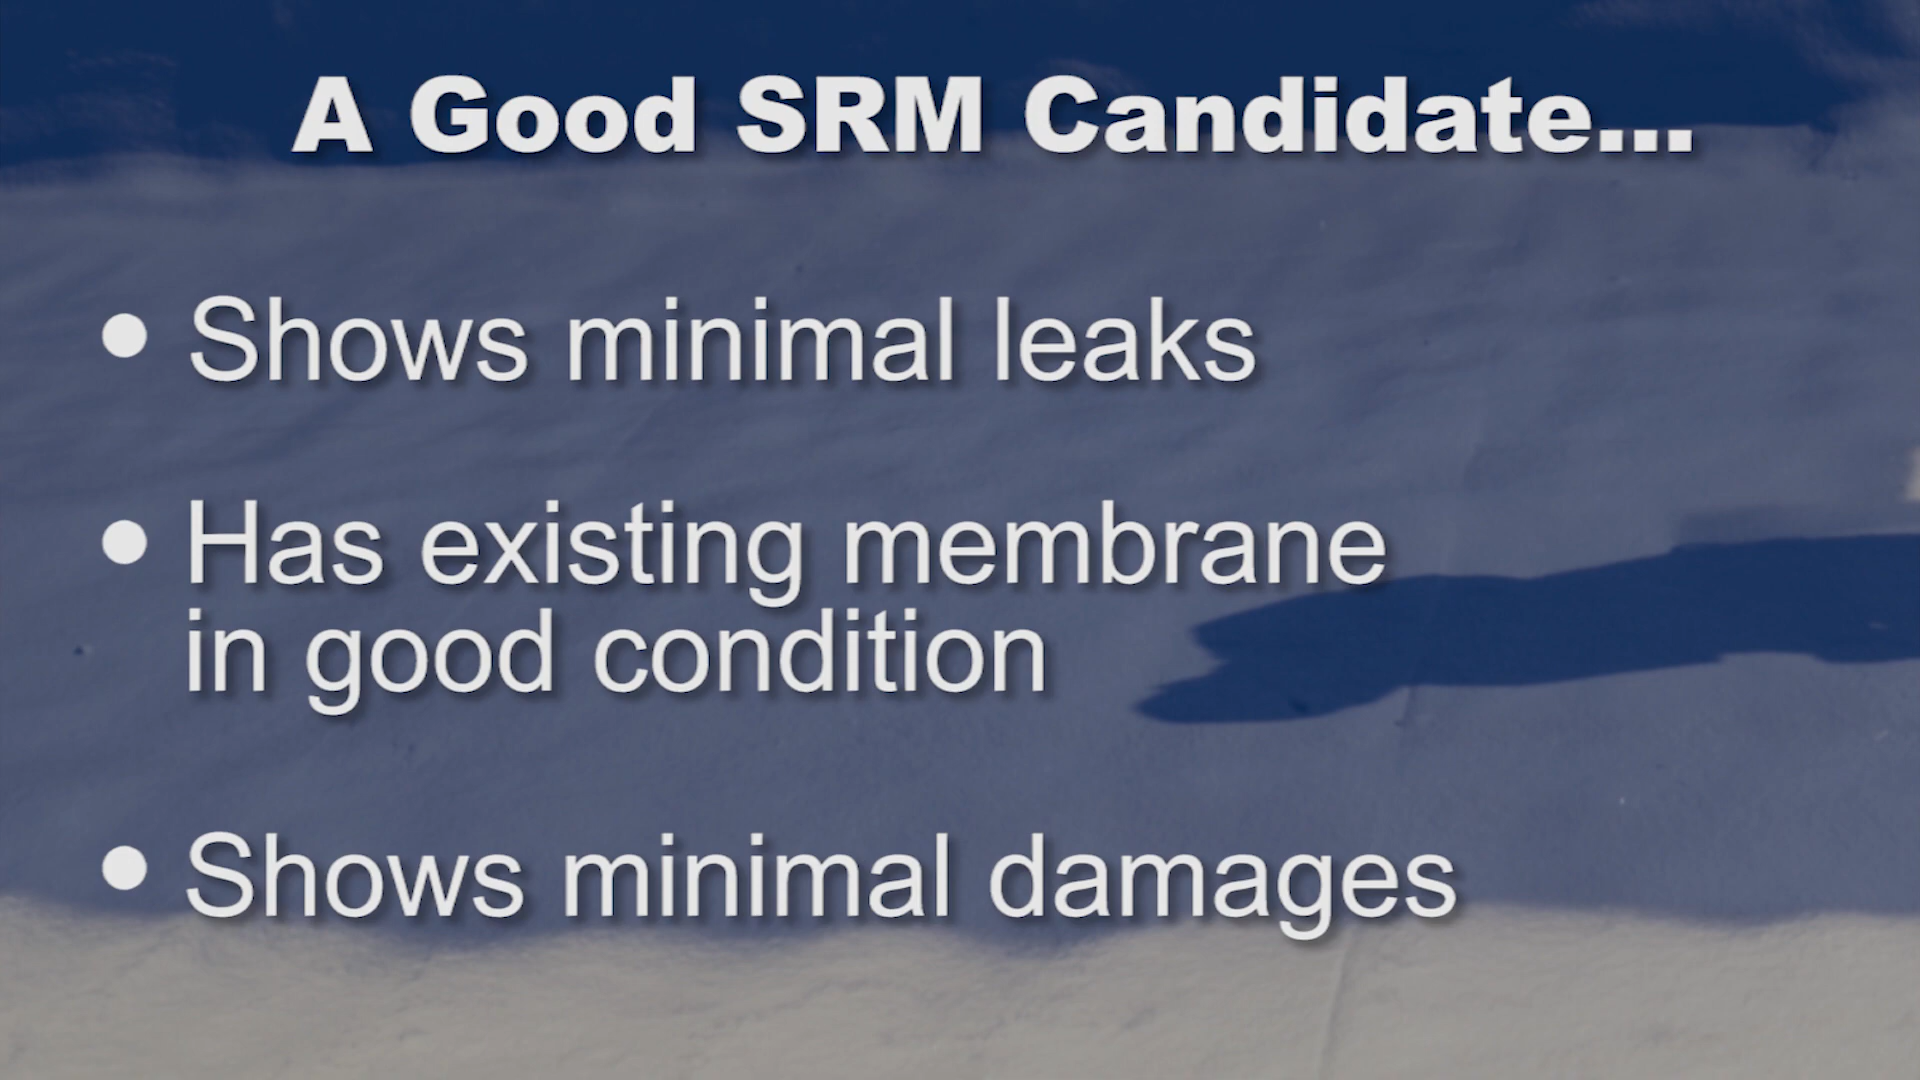 A Good SRM Candidate...
• Shows minimal leaks
• Has existing membrane
in good condition
• Shows minimal damages